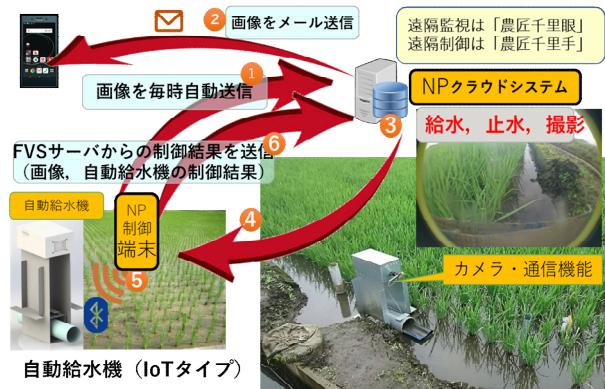 ② 画像をメール送信
遠隔監視は「農匠千里眼」
遠隔制御は「農匠千里手」
①
画像を毎時自動送信
NPクラウドシステム
③
給水，止水，撮影
⑥
FVSサーバからの制御結果を送信
（画像，自動給水機の制御結果）
自動給水機
NP
制御
端末
④
⑤
カメラ・通信機能
自動給水機（IoTタイプ）